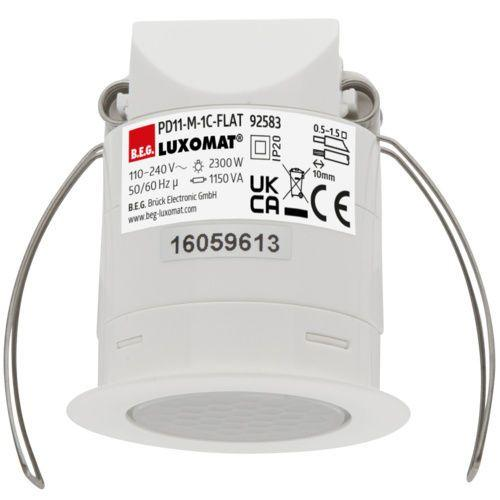 PD11-M-1C-FLAT 92583
B.E.G. LUXOMAT®
IP20
0.5-1.5
10mm
110-240 V~ 2300 W
50/60 Hz µ 1150 VA
B.E.G. Brück Electronic GmbH
www.beg-luxomat.com
UK
CA
CE
16059613